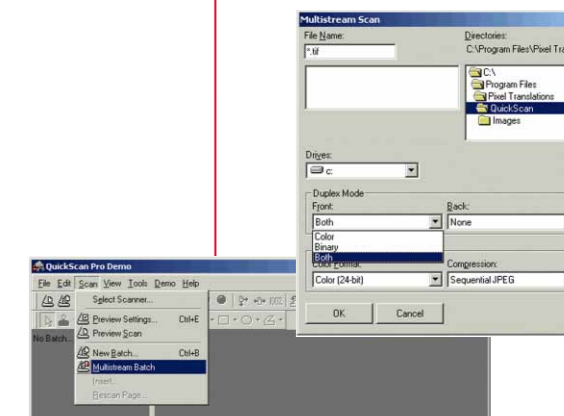 Multistream Scan
File Name:
*.tif
Directories:
C:\Program Files\Pixel Tra
C:\
Program Files
Pixel Translations
QuickScan
Images
Drives:
c:
Duplex Mode
Front:
Back:
Both
None
Color
Binary
Both
Color Format:
Compression:
Color (24-bit)
Sequential JPEG
OK
Cancel
QuickScan Pro Demo
File Edit Scan View Tools Demo Help
Select Scanner...
Preview Settings... Ctrl+E
Preview Scan
No Batch...
New Batch... Ctrl+B
Multistream Batch
Insert...
Rescan Page...